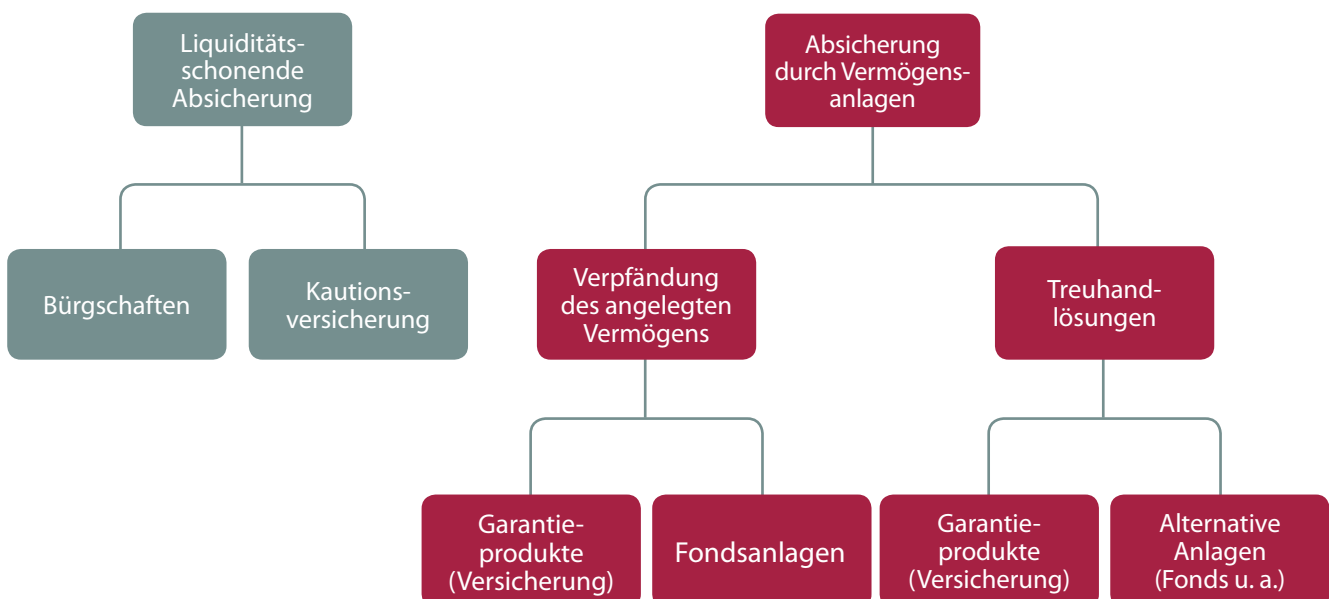 Liquiditäts-
schonende
Absicherung
Absicherung
durch Vermögens-
anlagen
Bürgschaften
Kautions-
versicherung
Verpfändung
des angelegten
Vermögens
Treuhand-
lösungen
Garantie-
produkte
(Versicherung)
Fondsanlagen
Garantie-
produkte
(Versicherung)
Alternative
Anlagen
(Fonds u. a.)